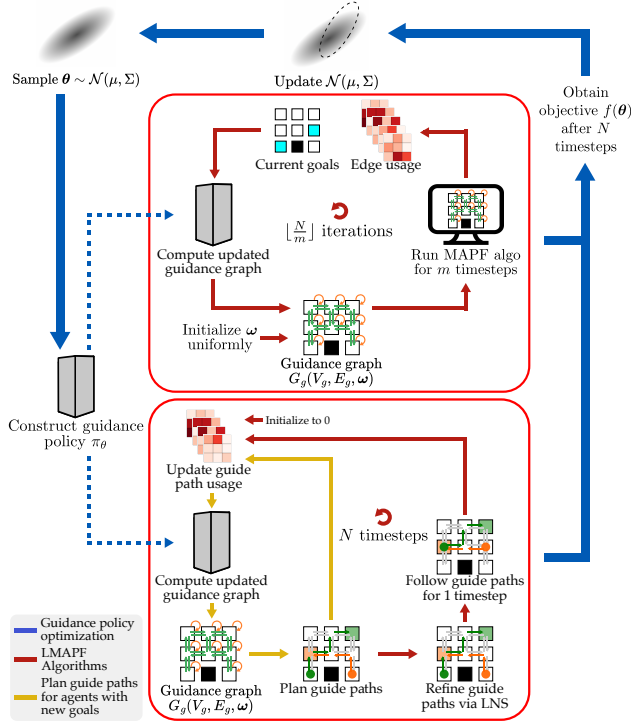 Sample θ ∼ 𝒩(μ, Σ)
Update 𝒩(μ, Σ)
Obtain
objective f(θ)
after N
timesteps
Current goals
Edge usage
⌊N/m⌋ iterations
Compute updated
guidance graph
Run MAPF algo
for m timesteps
Initialize ω
uniformly
Guidance graph
G_g(V_g, E_g, ω)
Construct guidance
policy π_θ
Initialize to 0
Update guide
path usage
N timesteps
Compute updated
guidance graph
Follow guide paths
for 1 timestep
Guidance graph
G_g(V_g, E_g, ω)
Plan guide paths
Refine guide
paths via LNS
Guidance policy
optimization
LMAPF
Algorithms
Plan guide paths
for agents with
new goals